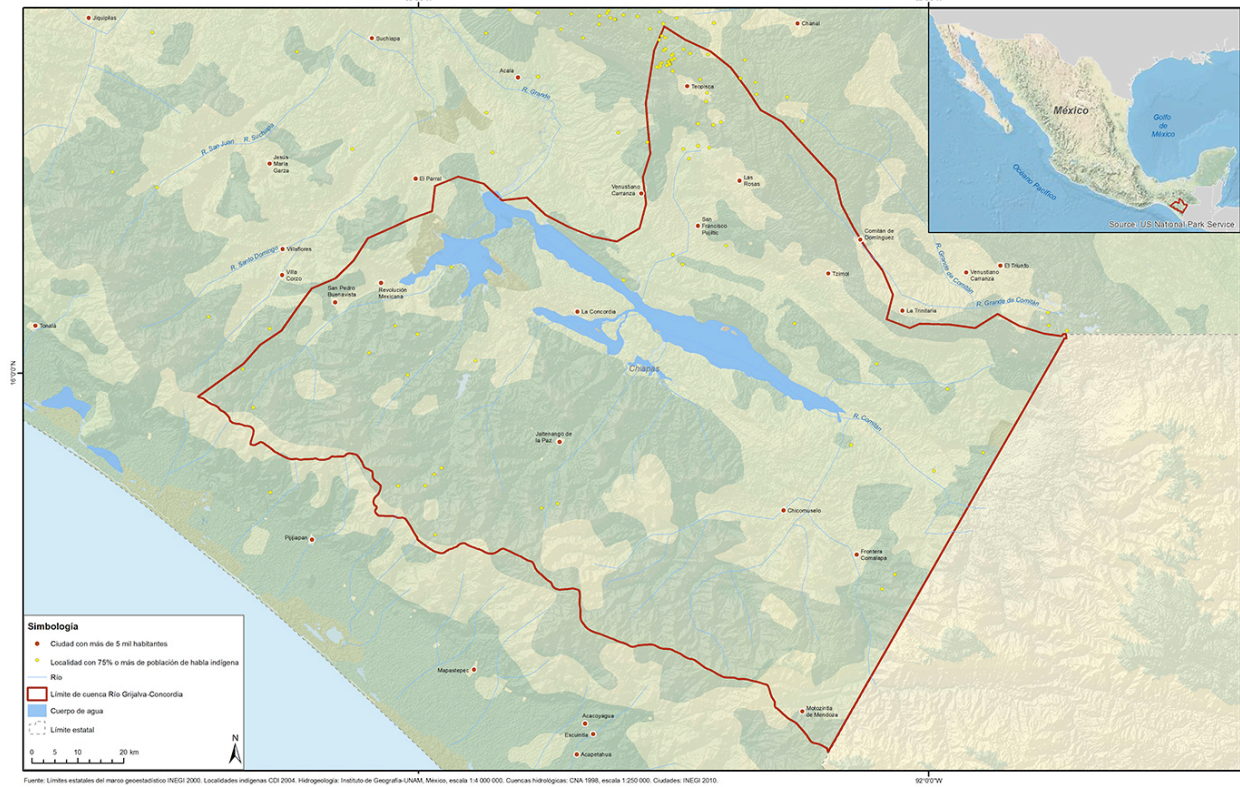 Jiquipilas
Suchiapa
Chanal
Acala
R. Grande
Teopisca
R. San Juan
R. Suchiapa
Jesús
María
Garza
El Parral
Venustiano
Carranza
Las
Rosas
San
Francisco
Pujiltic
Comitán de
Domínguez
Villaflores
R. Santo Domingo
Villa
Corzo
San Pedro
Buenavista
Revolución
Mexicana
Tzimol
R. Grande de Comitán
Venustiano
Carranza
El Triunfo
R. Grande de Comitán
La Trinitaria
La Concordia
Tonalá
16°0'0"N
Chiapas
R. Comitán
Jaltenango de
la Paz
Chicomuselo
Pijijiapan
Frontera
Comalapa
Mapastepec
Motozintla
de Mendoza
Acacoyagua
Escuintla
Acapetahua
México
Golfo
de
México
Océano Pacífico
Source: US National Park Service
Simbología
Ciudad con más de 5 mil habitantes
Localidad con 75% o más de población de habla indígena
Río
Límite de cuenca Río Grijalva-Concordia
Cuerpo de agua
Límite estatal
N
0 5 10 20 km
Fuente: Límites estatales del marco geoestadístico INEGI 2000. Localidades indígenas CDI 2004. Hidrogeología: Instituto de Geografía-UNAM, México, escala 1:4 000 000. Cuencas hidrológicas: CNA 1998, escala 1:250 000. Ciudades: INEGI 2010.
92°0'0"W